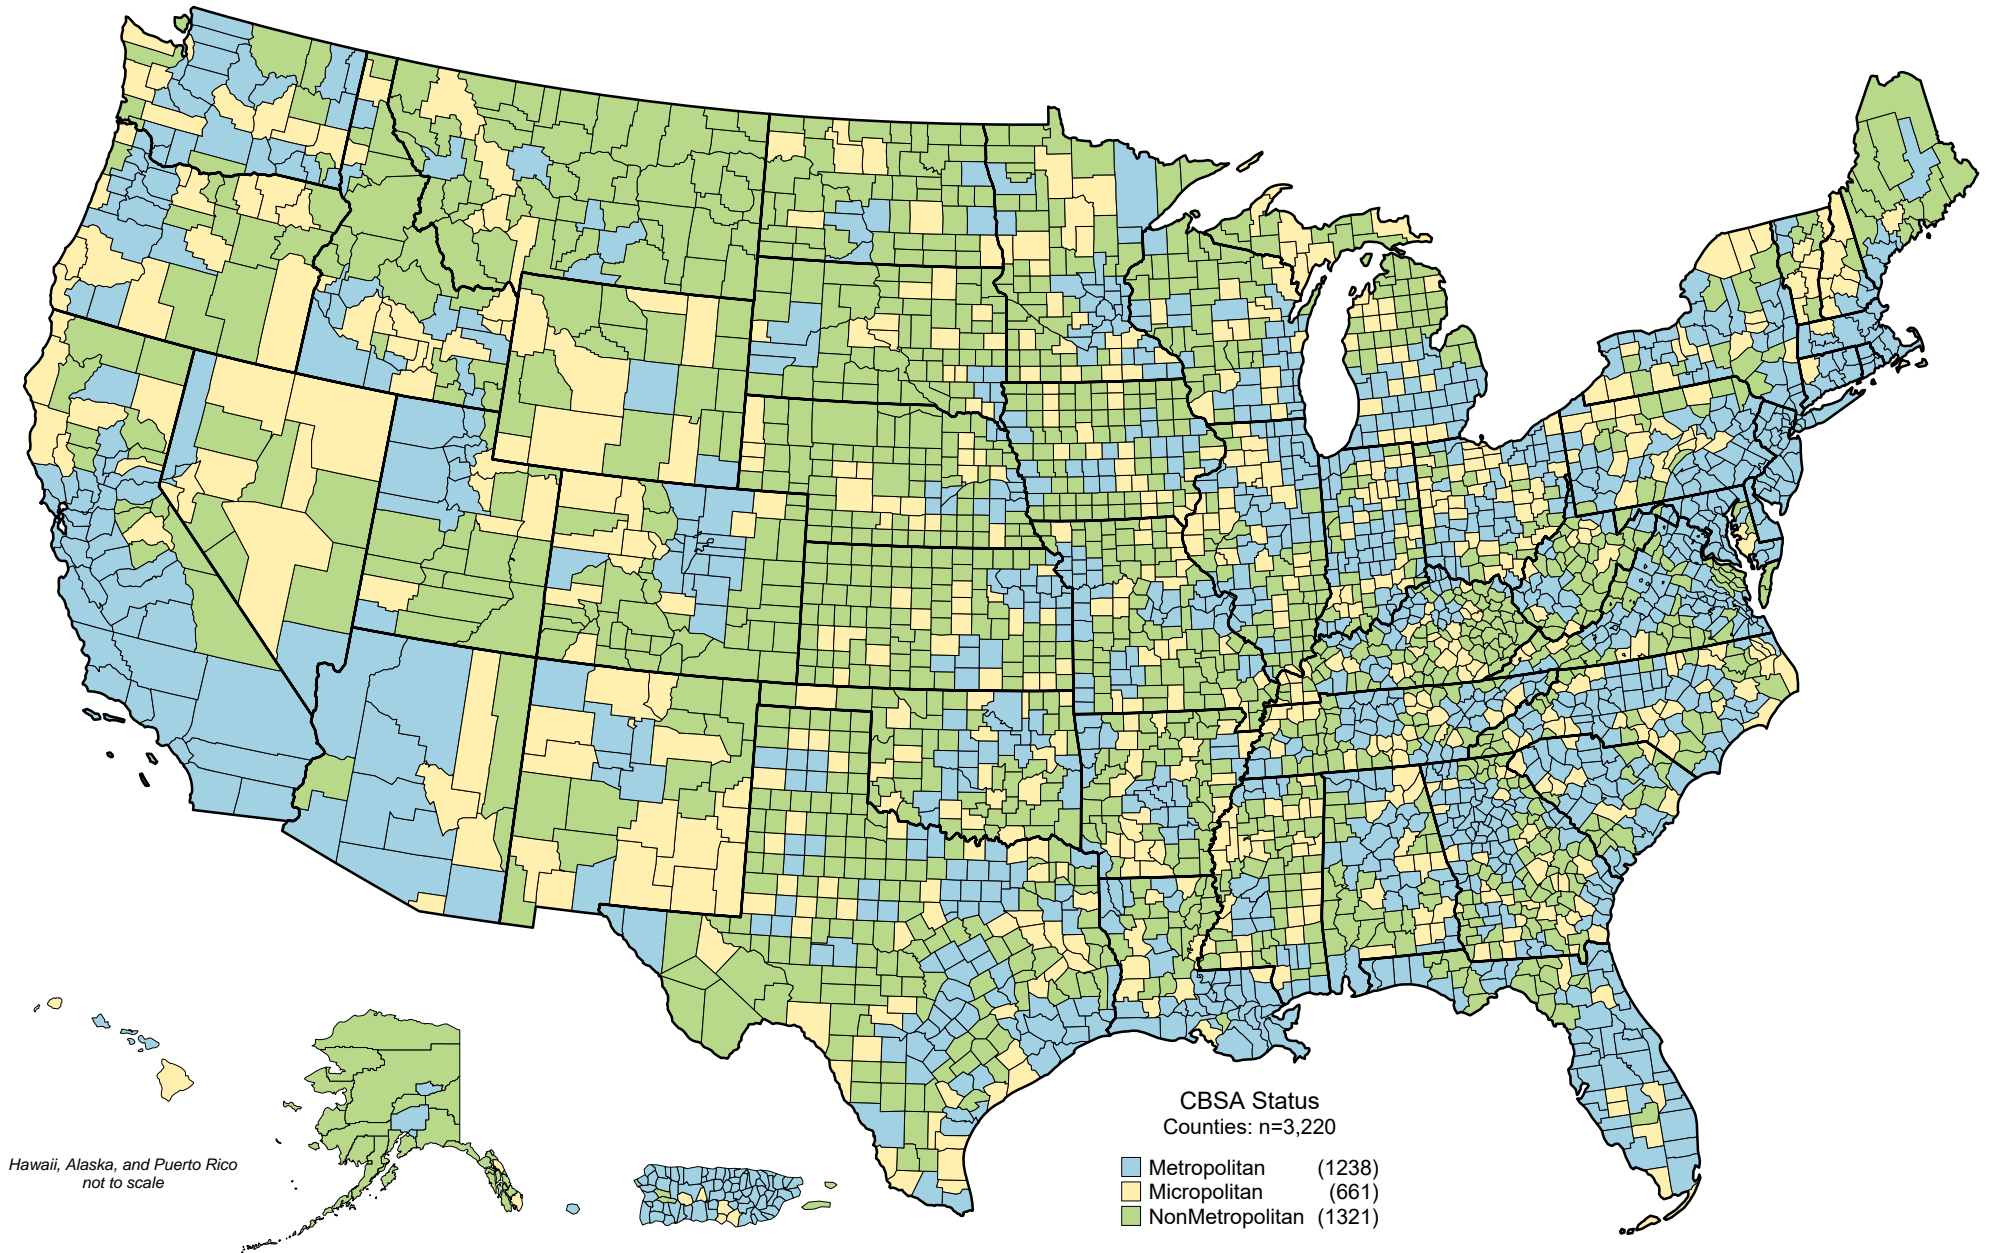 CBSA Status
Counties: n=3,220
Metropolitan (1238)
Micropolitan (661)
NonMetropolitan (1321)
Hawaii, Alaska, and Puerto Rico
not to scale